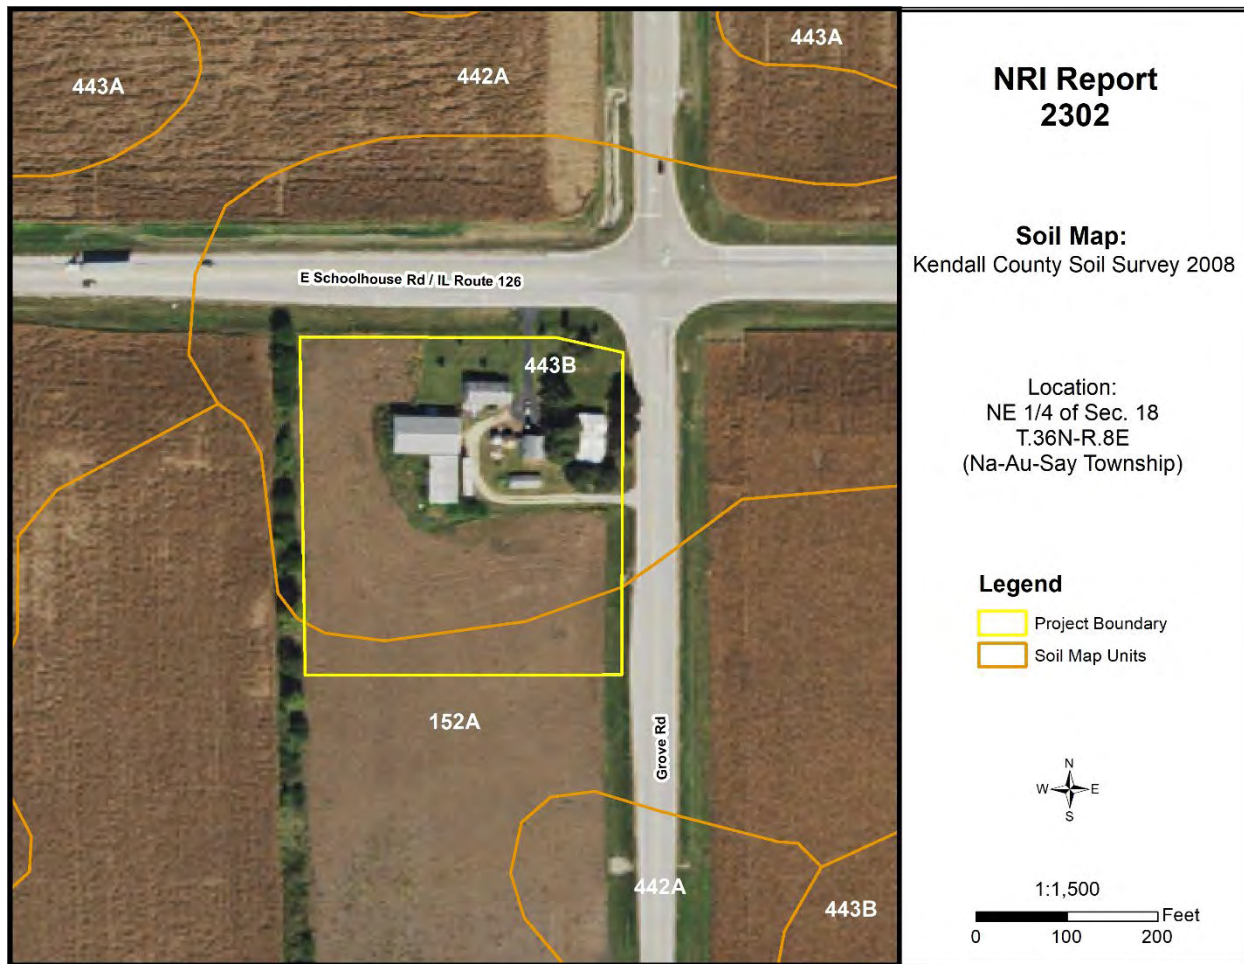 443A
442A
443A
E Schoolhouse Rd / IL Route 126
443B
152A
Grove Rd
442A
443B
NRI Report
2302
Soil Map:
Kendall County Soil Survey 2008
Location:
NE 1/4 of Sec. 18
T.36N-R.8E
(Na-Au-Say Township)
Legend
Project Boundary
Soil Map Units
N
W E
S
1:1,500
Feet
0 100 200